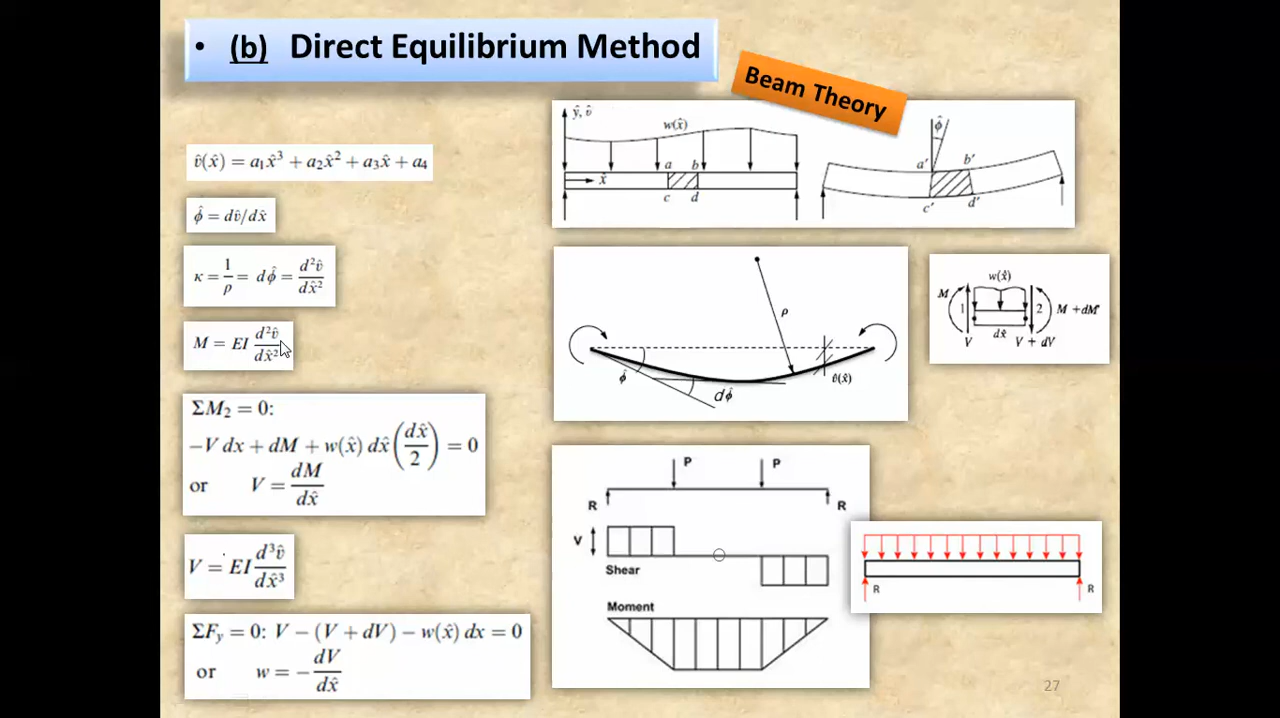 • (b) Direct Equilibrium Method
Beam Theory
v̂(x̂) = a₁x̂³ + a₂x̂² + a₃x̂ + a₄
φ̂ = dv̂/dx̂
κ = 1/ρ = dφ̂ = d²v̂/dx̂²
M = EI d²v̂/dx̂²
ΣM₂ = 0:
−V dx + dM + w(x̂) dx̂(dx̂/2) = 0
or V = dM/dx̂
V = EI d³v̂/dx̂³
ΣF_y = 0: V − (V + dV) − w(x̂) dx = 0
or w = −dV/dx̂
ŷ, v̂
w(x̂)
a b
x̂
c d
φ̂
a′ b′
c′ d′
ρ
φ̂
dφ̂
v̂(x̂)
w(x̂)
M
1 2 M + dM
dx̂
V V + dV
P P
R R
V
Shear
Moment
R R
27